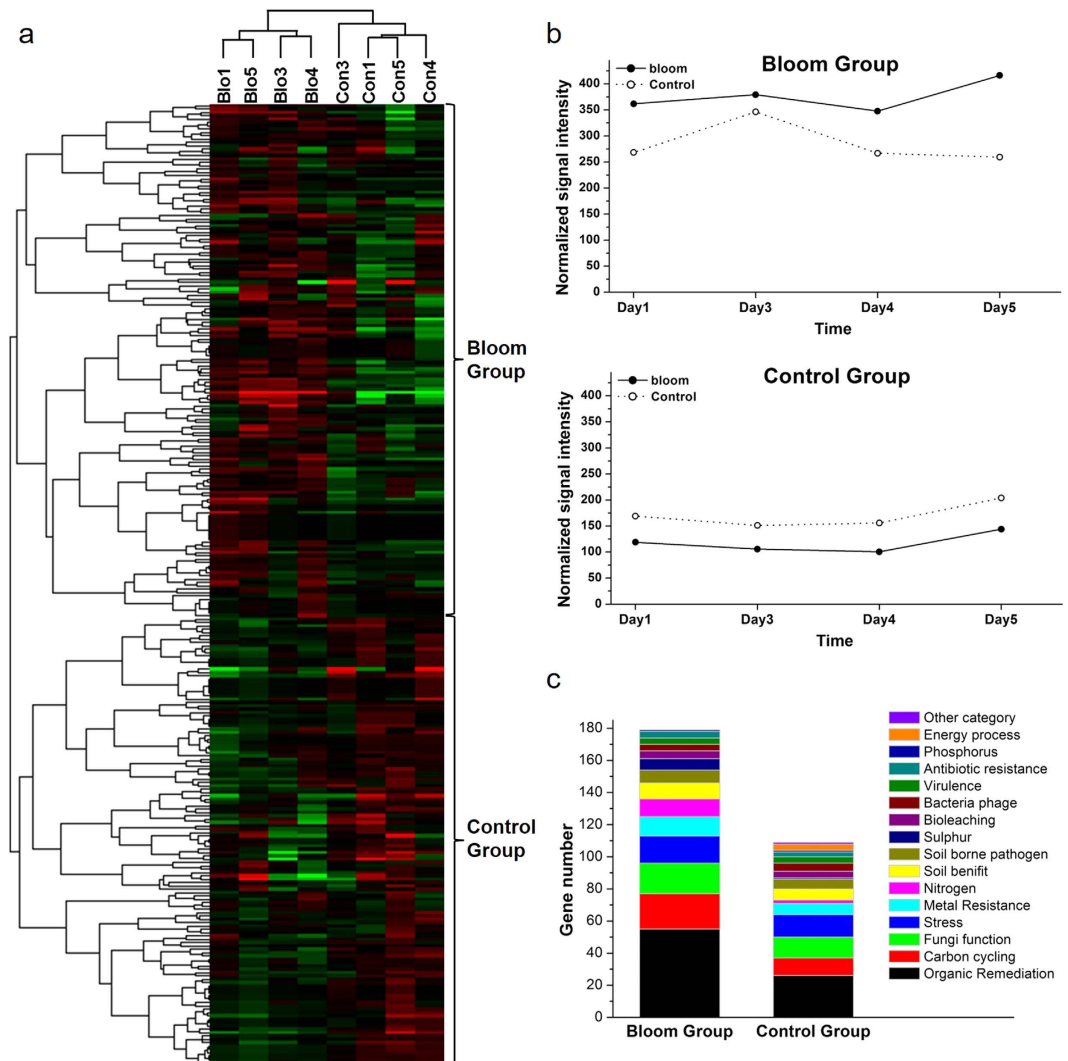 a
Blo1 Blo5 Blo3 Blo4 Con3 Con1 Con5 Con4
Bloom
Group
Control
Group
b
Bloom Group
bloom
Control
Normalized signal intensity
400
350
300
250
200
150
100
50
0
Day1 Day3 Day4 Day5
Time
Control Group
bloom
Control
Normalized signal intensity
400
350
300
250
200
150
100
50
0
Day1 Day3 Day4 Day5
Time
c
Gene number
180
160
140
120
100
80
60
40
20
0
Bloom Group Control Group
Other category
Energy process
Phosphorus
Antibiotic resistance
Virulence
Bacteria phage
Bioleaching
Sulphur
Soil borne pathogen
Soil benifit
Nitrogen
Metal Resistance
Stress
Fungi function
Carbon cycling
Organic Remediation